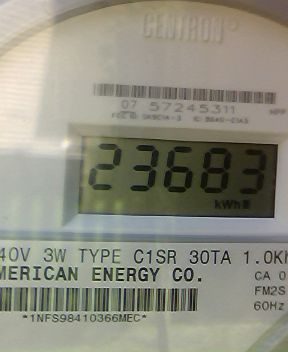 CENTRON®
07 57245311
23683
kWh
40V 3W TYPE C1SR 30TA 1.0Kh
MERICAN ENERGY CO.
CA 0
FM2S
60Hz
*1NFS98410366MEC*